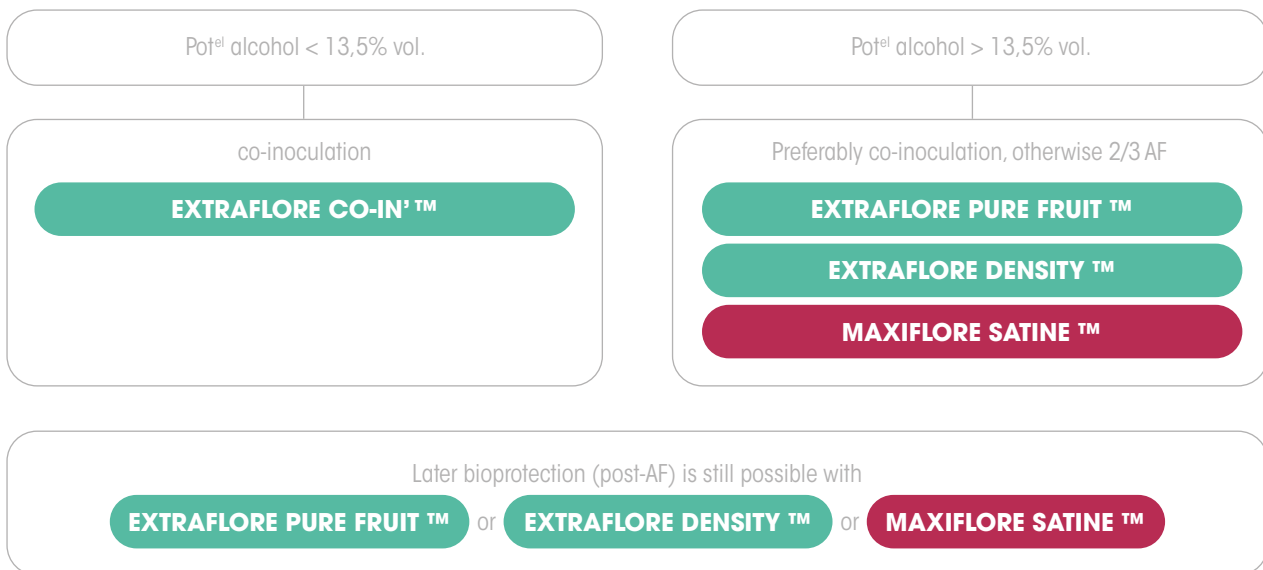 Potel alcohol < 13,5% vol.
co-inoculation
EXTRAFLORE CO-IN’ ™
Potel alcohol > 13,5% vol.
Preferably co-inoculation, otherwise 2/3 AF
EXTRAFLORE PURE FRUIT ™
EXTRAFLORE DENSITY ™
MAXIFLORE SATINE ™
Later bioprotection (post-AF) is still possible with
EXTRAFLORE PURE FRUIT ™ or EXTRAFLORE DENSITY ™ or MAXIFLORE SATINE ™